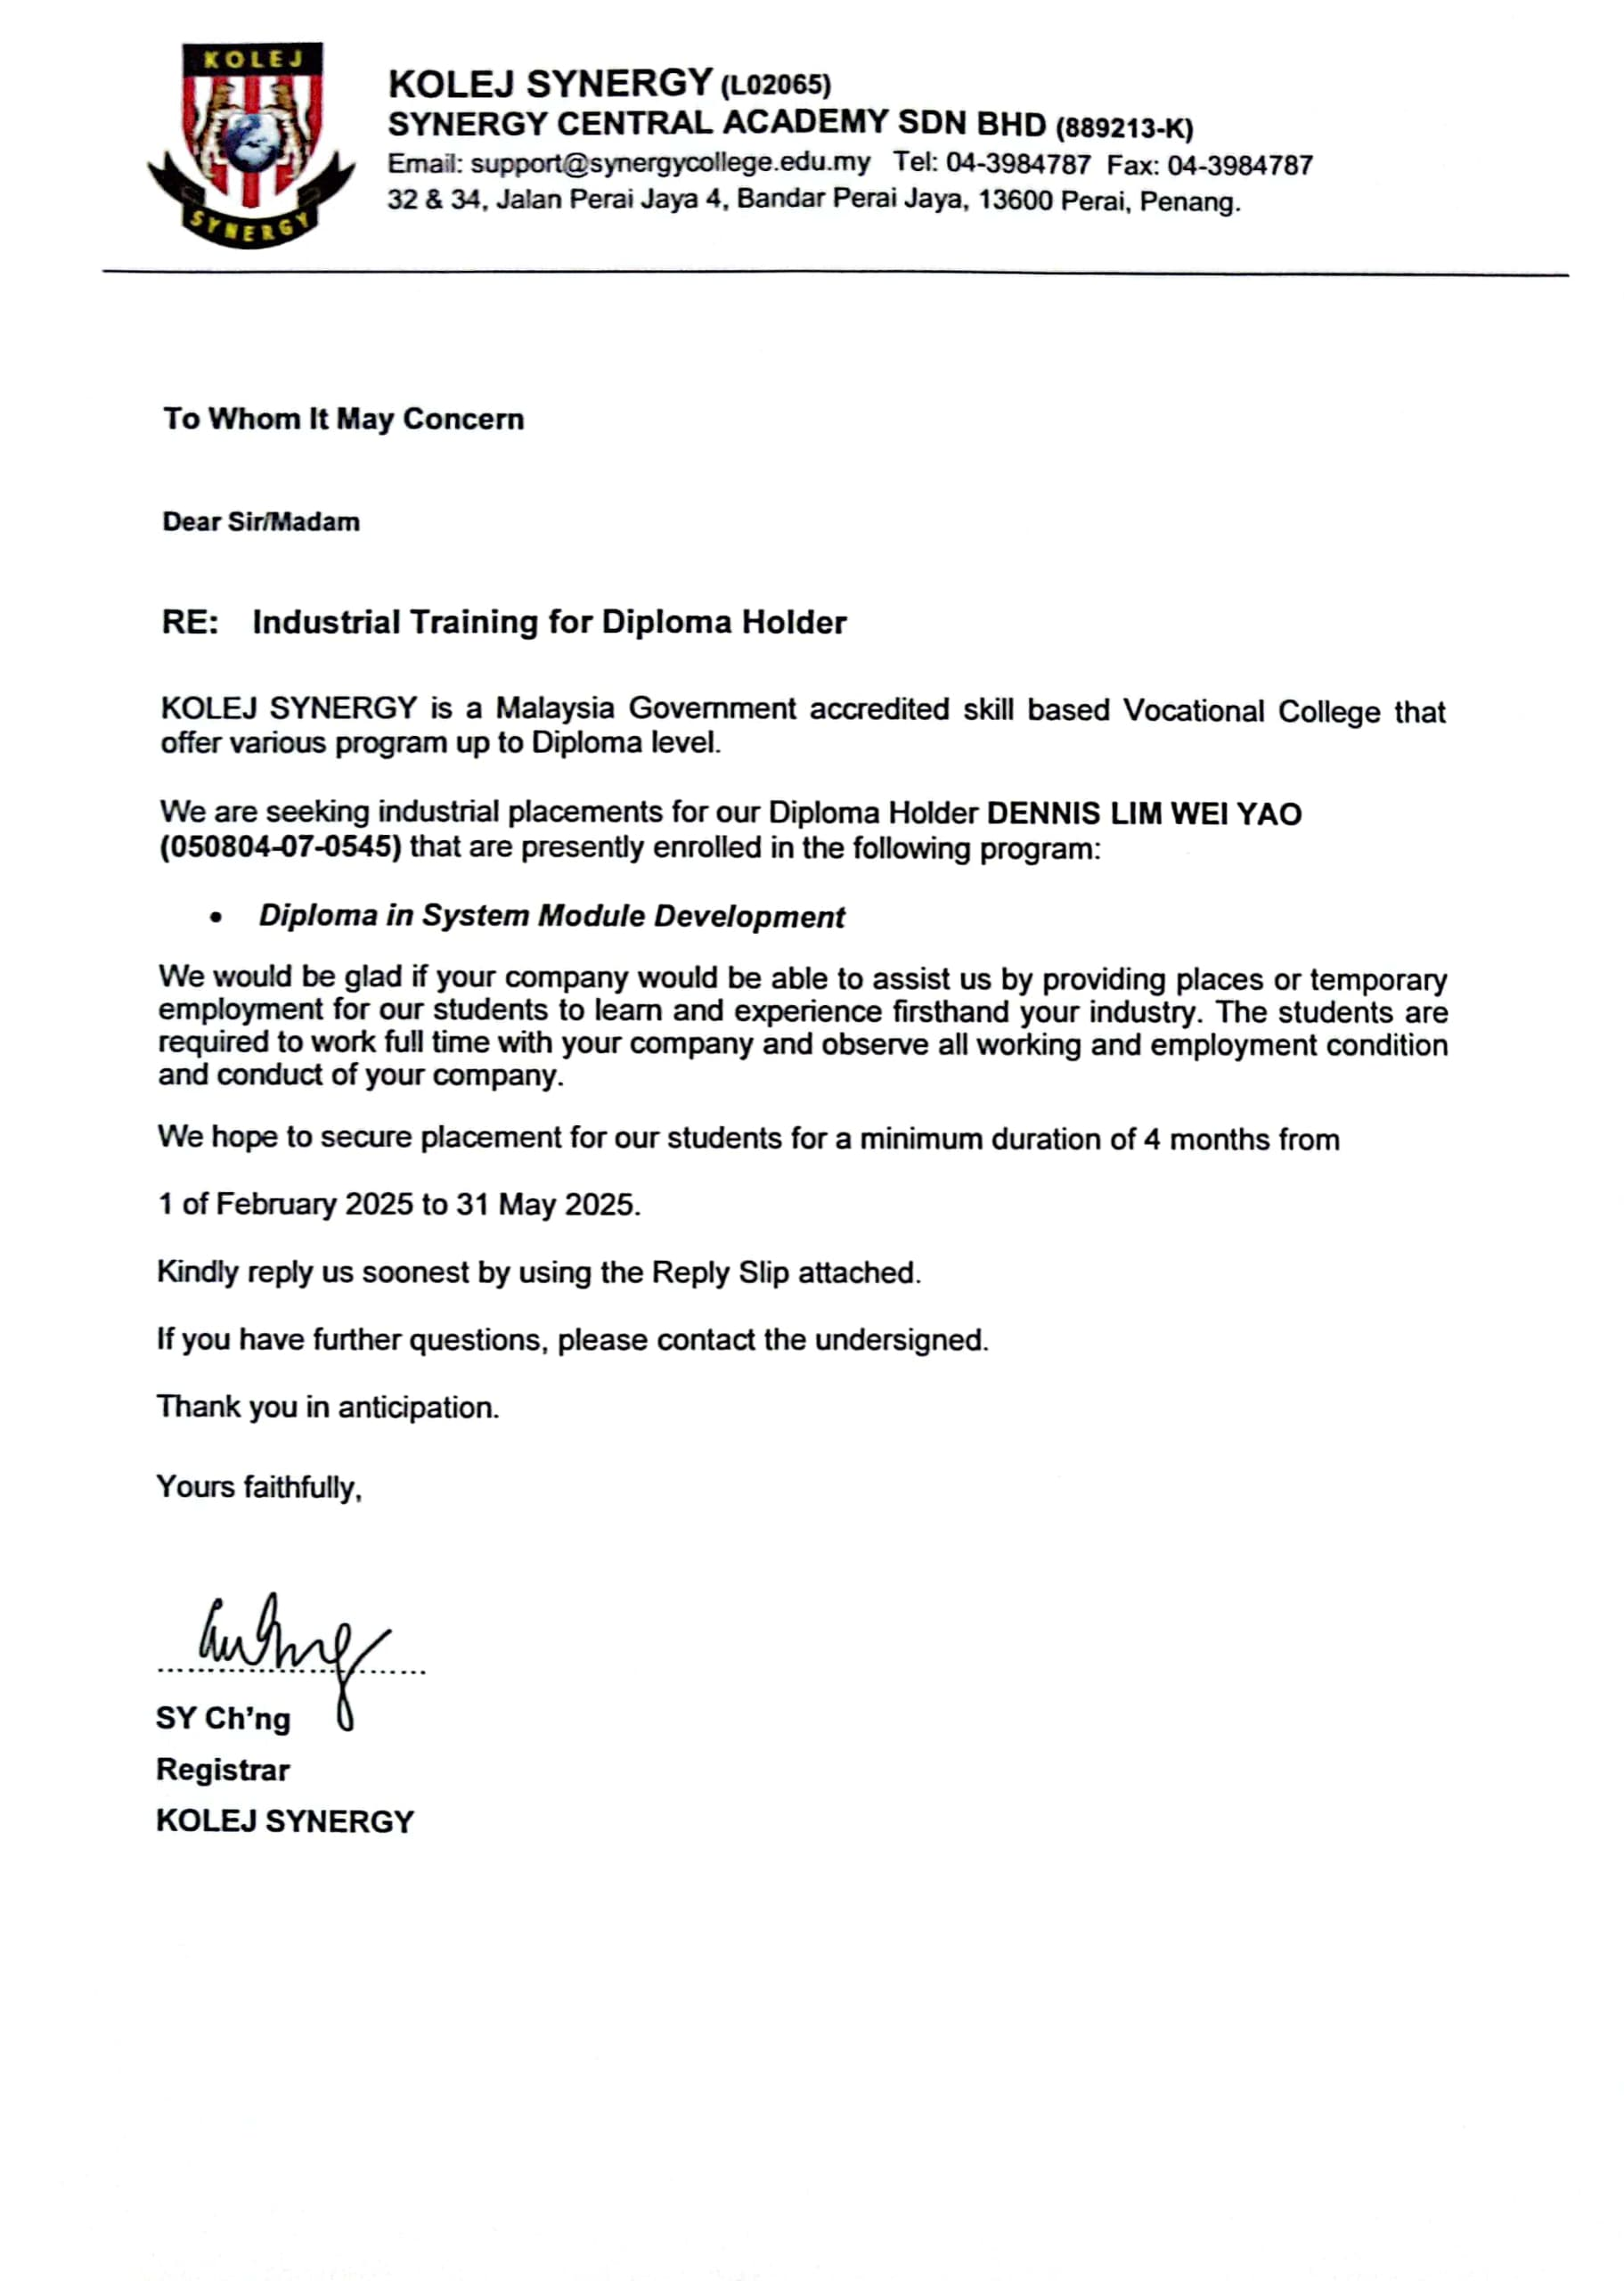 KOLEJ
SYNERGY
KOLEJ SYNERGY (L02065)
SYNERGY CENTRAL ACADEMY SDN BHD (889213-K)
Email: support@synergycollege.edu.my Tel: 04-3984787 Fax: 04-3984787
32 & 34, Jalan Perai Jaya 4, Bandar Perai Jaya, 13600 Perai, Penang.
To Whom It May Concern
Dear Sir/Madam
RE: Industrial Training for Diploma Holder
KOLEJ SYNERGY is a Malaysia Government accredited skill based Vocational College that
offer various program up to Diploma level.
We are seeking industrial placements for our Diploma Holder DENNIS LIM WEI YAO
(050804-07-0545) that are presently enrolled in the following program:
• Diploma in System Module Development
We would be glad if your company would be able to assist us by providing places or temporary
employment for our students to learn and experience firsthand your industry. The students are
required to work full time with your company and observe all working and employment condition
and conduct of your company.
We hope to secure placement for our students for a minimum duration of 4 months from
1 of February 2025 to 31 May 2025.
Kindly reply us soonest by using the Reply Slip attached.
If you have further questions, please contact the undersigned.
Thank you in anticipation.
Yours faithfully,
SY Ch'ng
Registrar
KOLEJ SYNERGY